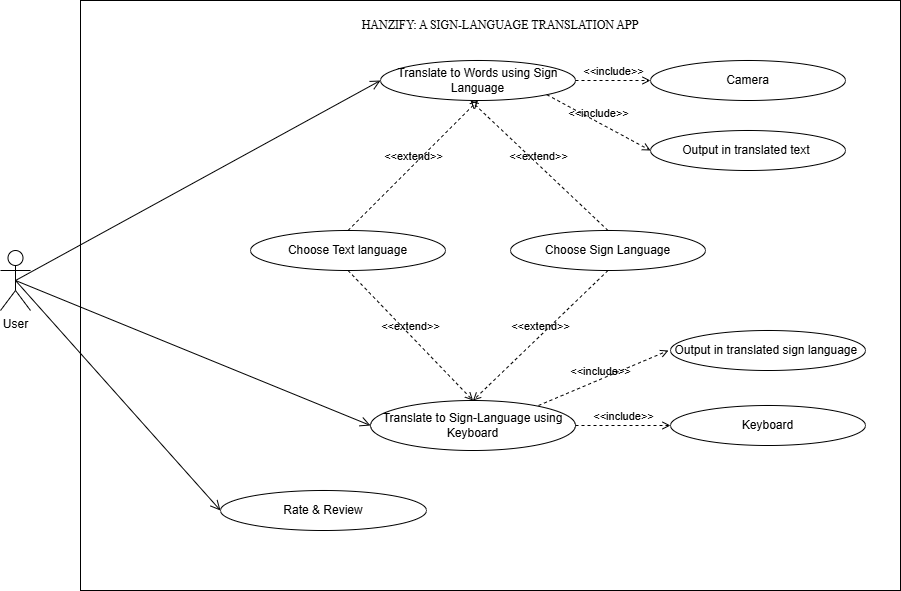 HANZIFY: A SIGN-LANGUAGE TRANSLATION APP
Translate to Words using Sign
Language
<<include>>
Camera
<<include>>
Output in translated text
<<extend>>
<<extend>>
Choose Text language
Choose Sign Language
User
<<extend>>
<<extend>>
Output in translated sign language
<<include>>
Translate to Sign-Language using
Keyboard
<<include>>
Keyboard
Rate & Review